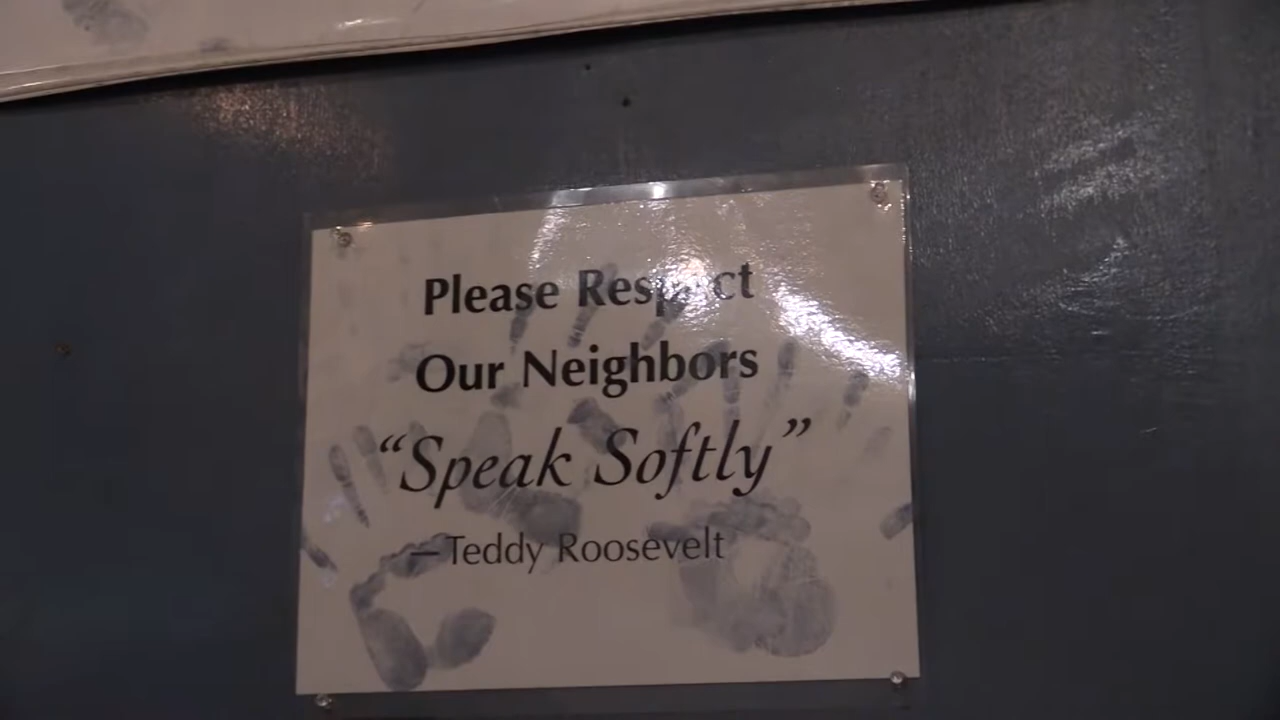 Please Respect
Our Neighbors
“Speak Softly”
—Teddy Roosevelt